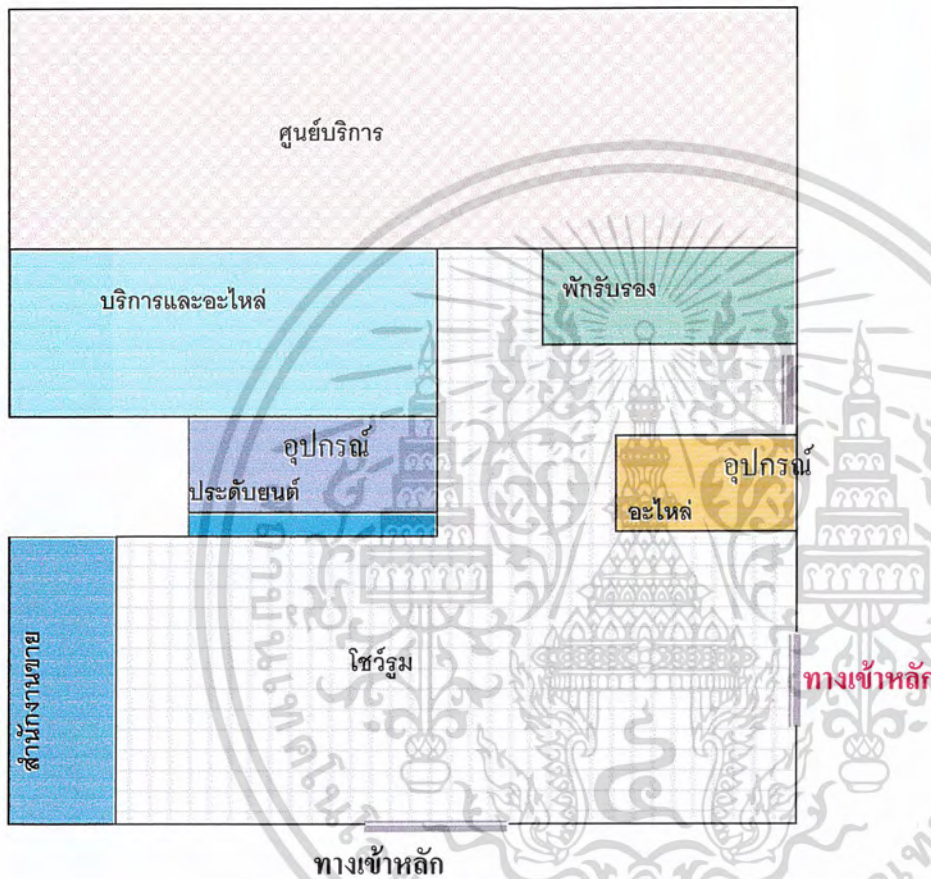 ศูนย์บริการ
บริการและอะไหล่
พักรับรอง
อุปกรณ์
ประดับยนต์
อุปกรณ์
อะไหล่
สำนักงานขาย
โชว์รูม
ทางเข้าหลัก
ทางเข้าหลัก